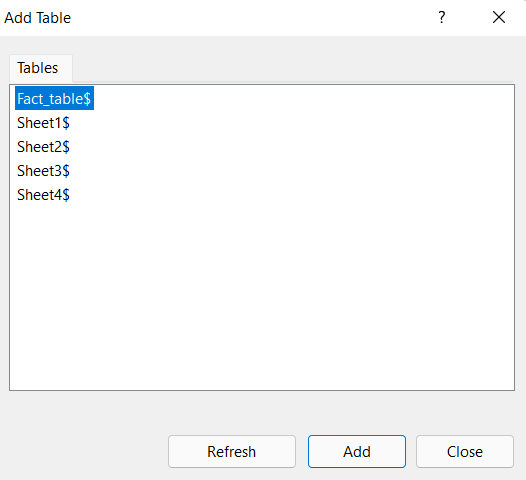 Add Table
?
Tables
Fact_table$
Sheet1$
Sheet2$
Sheet3$
Sheet4$
Refresh Add Close